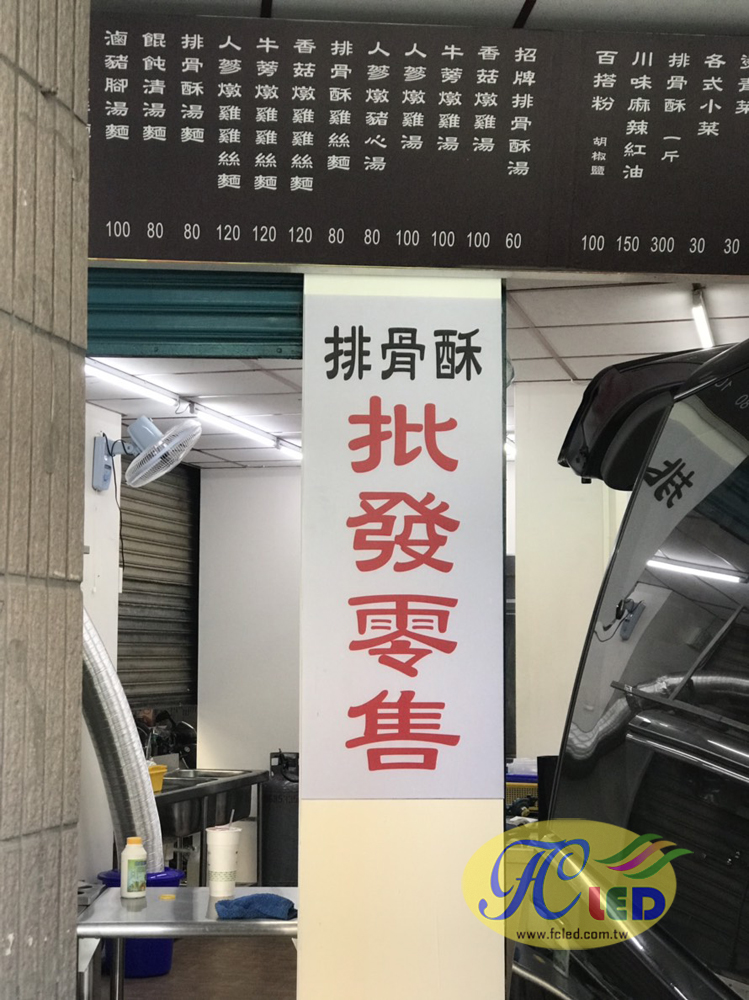 招牌排骨酥湯 60
香菇燉雞湯 100
牛蒡燉雞湯 100
人蔘燉雞湯 100
人蔘燉豬心湯 80
排骨酥雞絲麵 80
香菇燉雞雞絲麵 120
牛蒡燉雞雞絲麵 120
人蔘燉雞雞絲麵 120
排骨酥湯麵 80
餛飩清湯麵 80
滷豬腳湯麵 100
各式小菜 30
排骨酥 一斤 300
川味麻辣紅油 150
百搭粉 胡椒鹽 100
30
排骨酥
批發零售
FC LED
www.fcled.com.tw